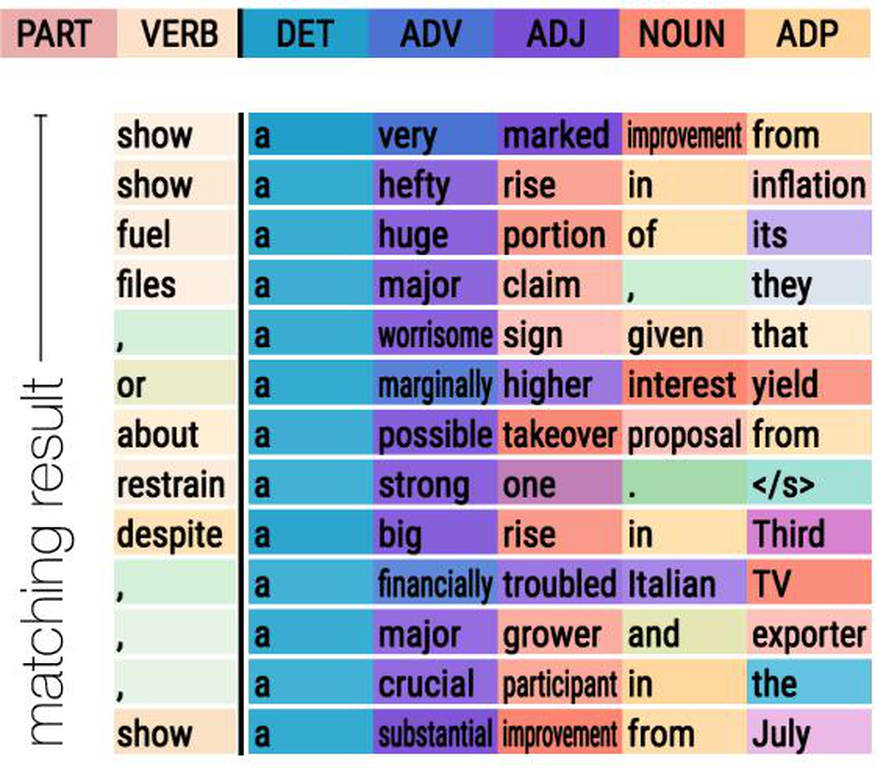 PART VERB DET ADV ADJ NOUN ADP
show a very marked improvement from
show a hefty rise in inflation
fuel a huge portion of its
files a major claim , they
, a worrisome sign given that
or a marginally higher interest yield
about a possible takeover proposal from
restrain a strong one . </s>
despite a big rise in Third
, a financially troubled Italian TV
, a major grower and exporter
, a crucial participant in the
show a substantial improvement from July
matching result